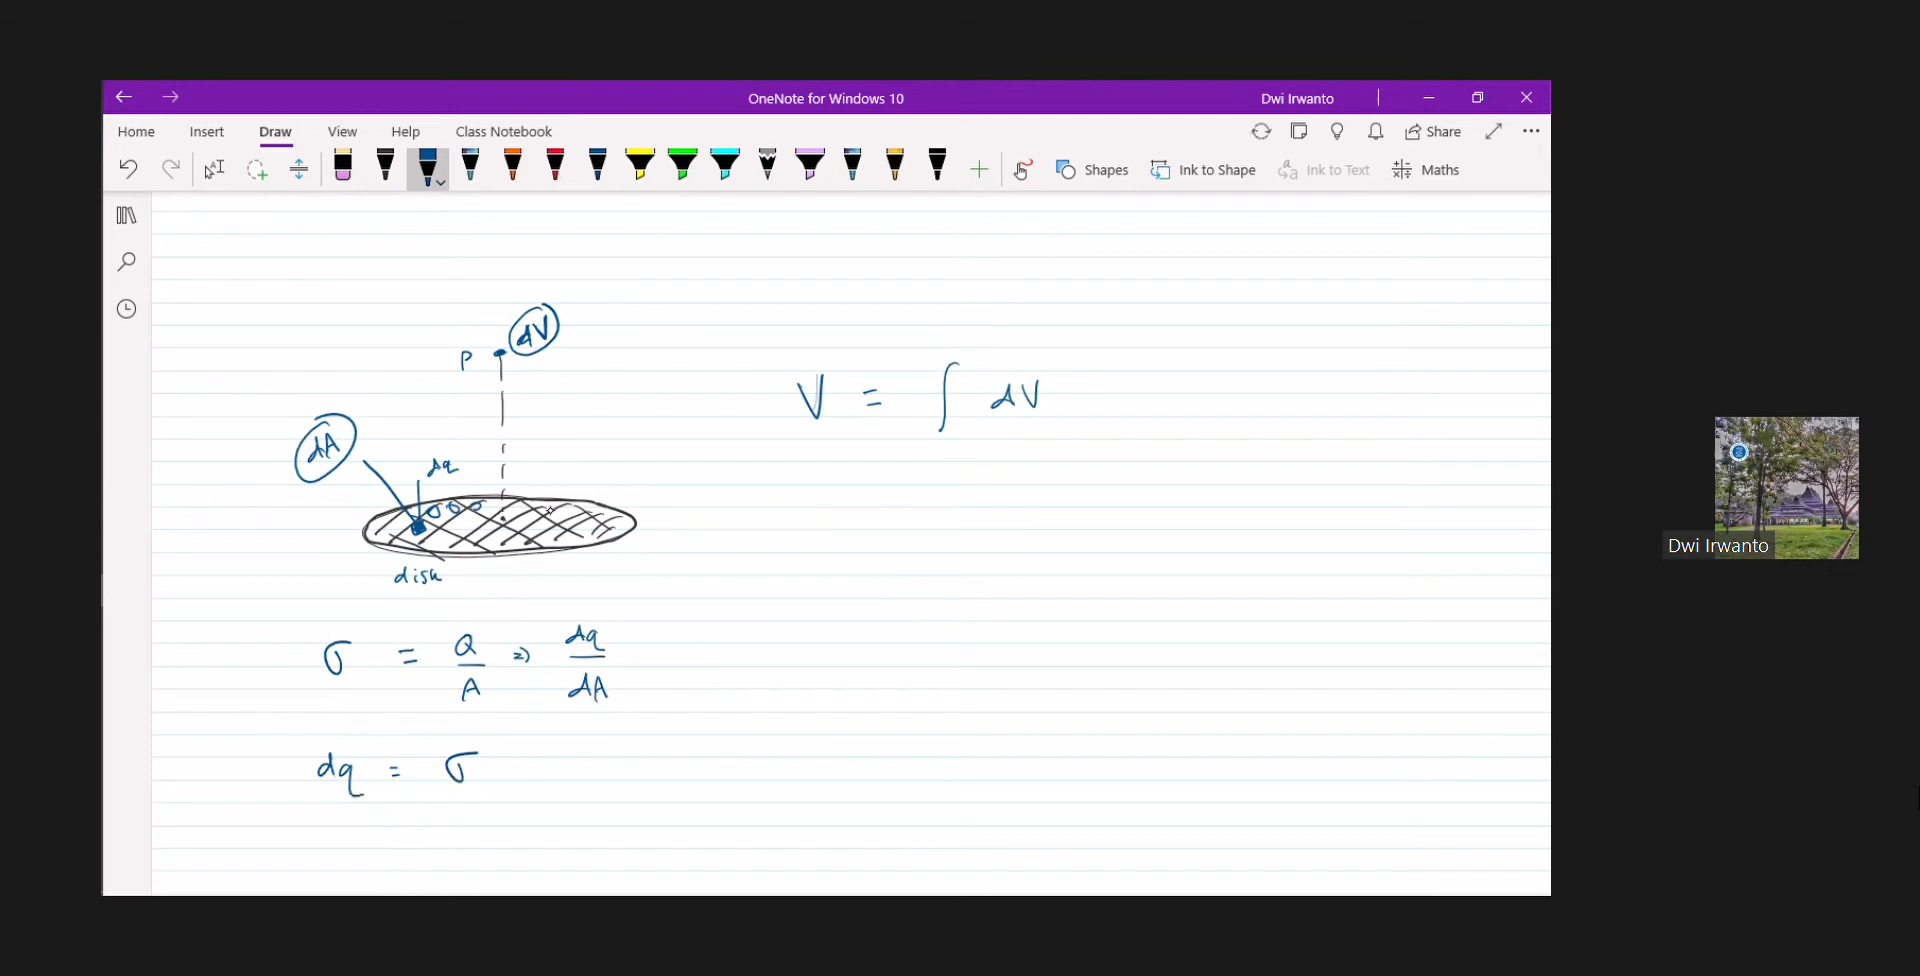 OneNote for Windows 10
Dwi Irwanto
Home Insert Draw View Help Class Notebook
Share
Shapes Ink to Shape Ink to Text Maths
dV
P
V = ∫ dV
dA
dq
σ σ σ
disk
σ = Q/A => dq/dA
dq = σ
Dwi Irwanto